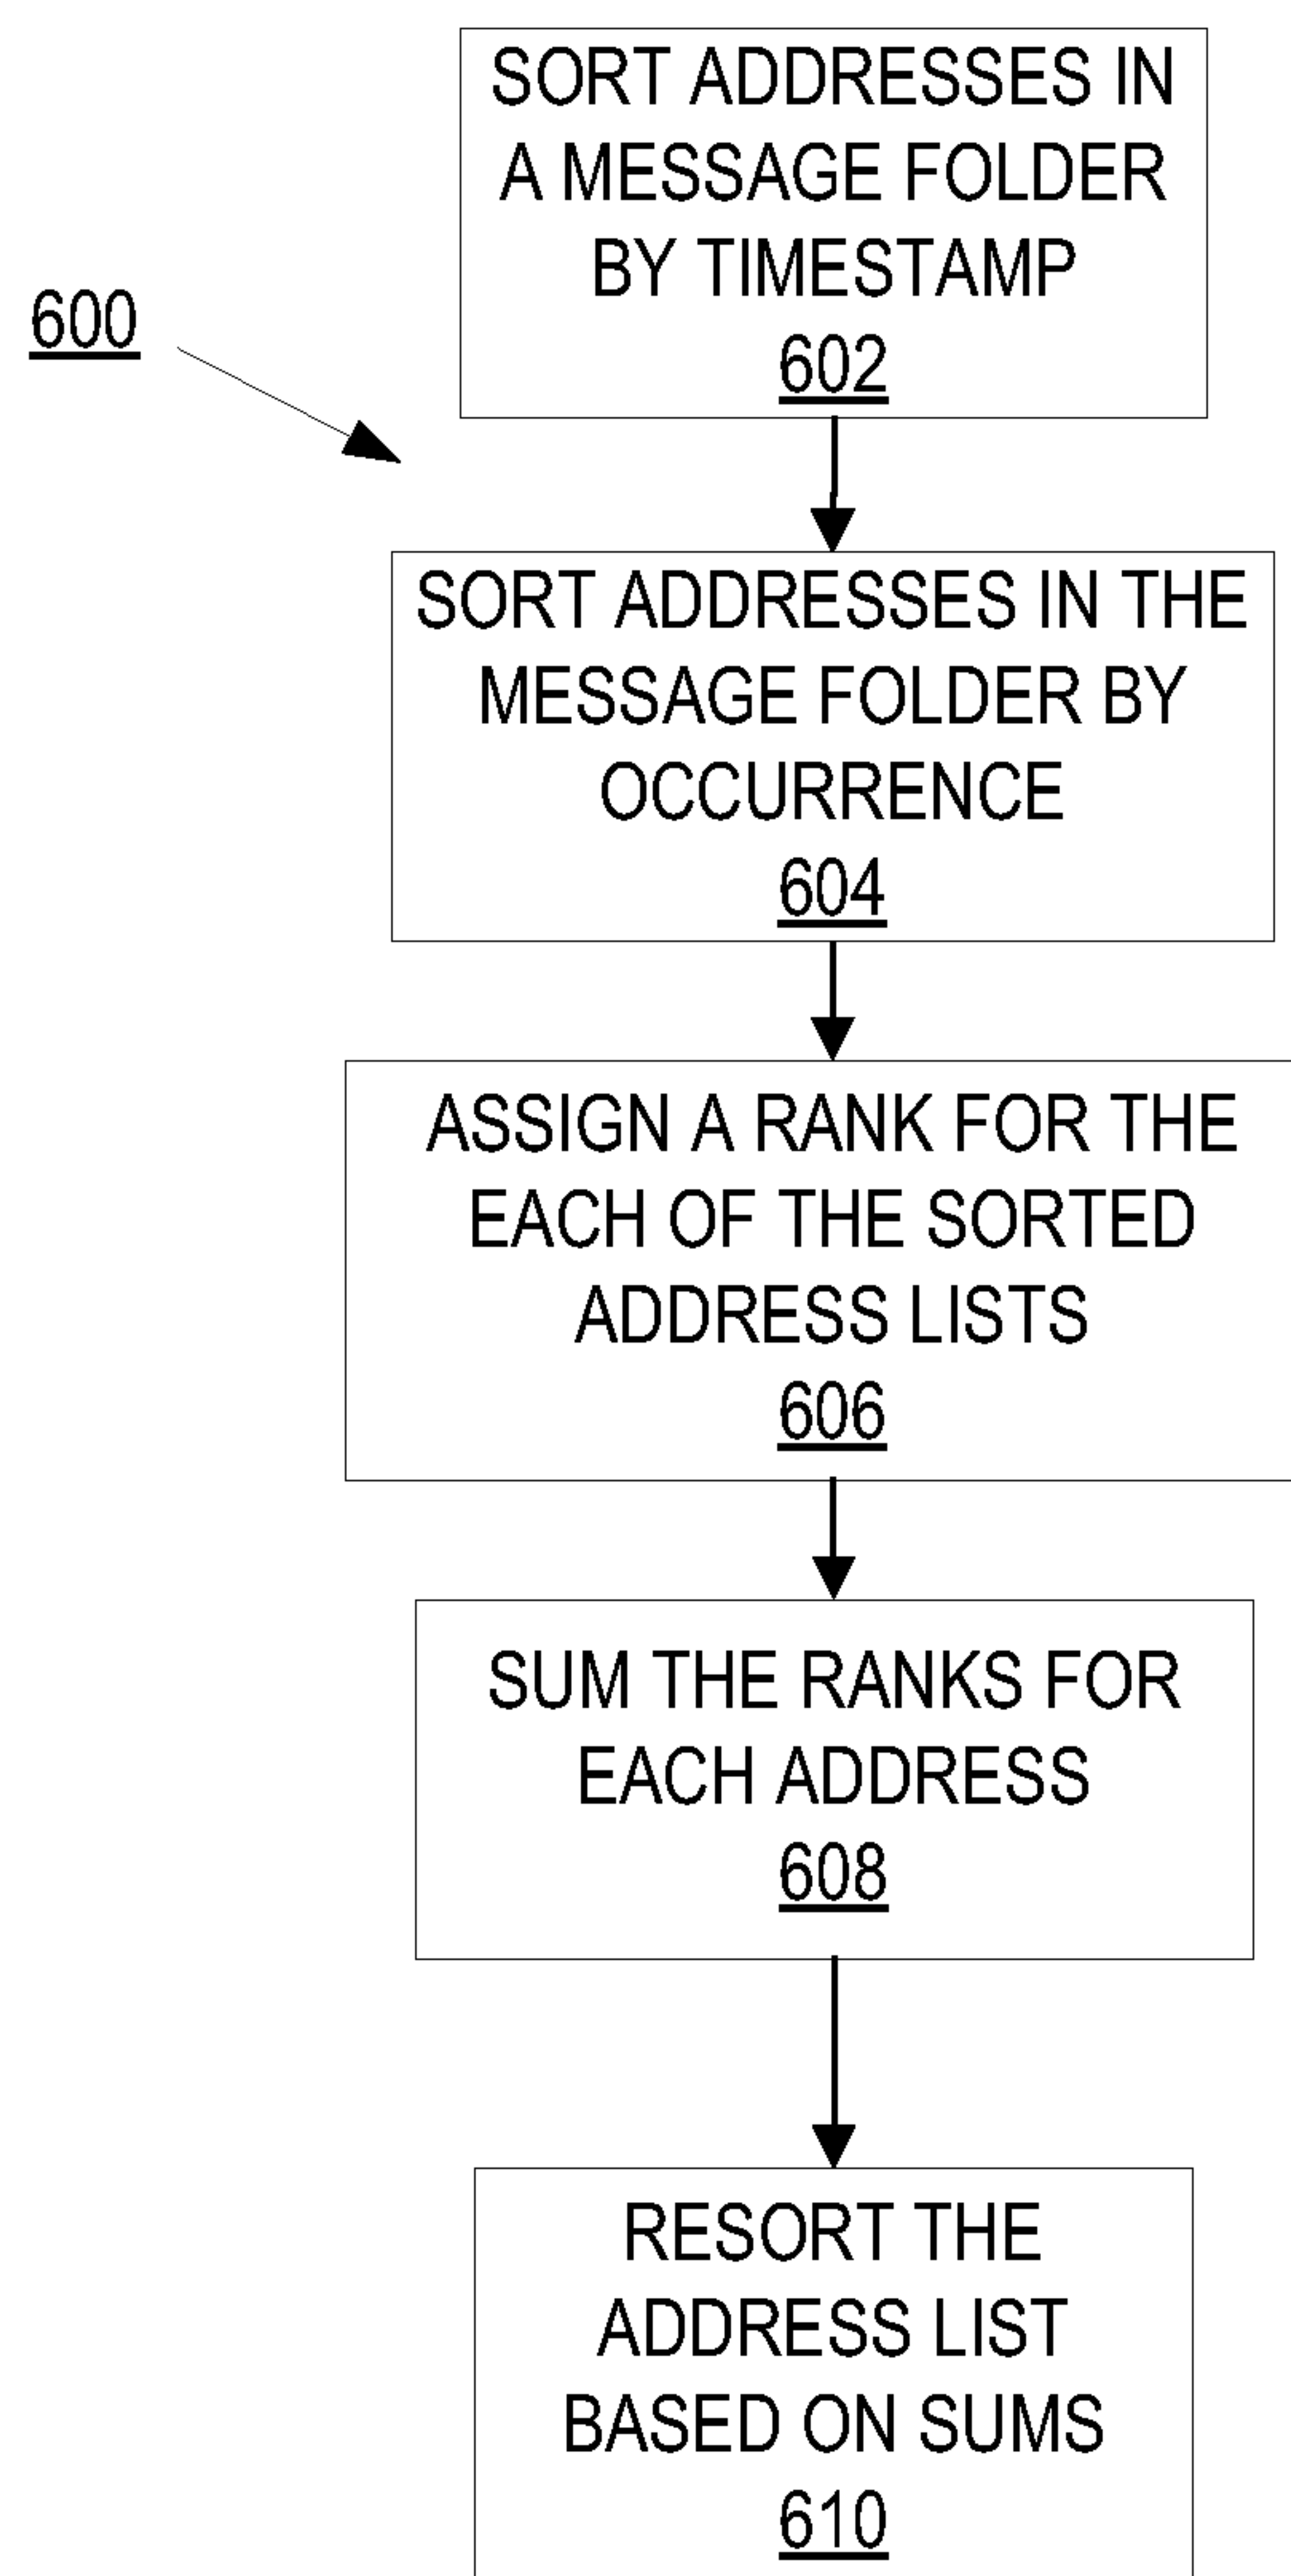 SORT ADDRESSES IN
A MESSAGE FOLDER
BY TIMESTAMP
602
600
SORT ADDRESSES IN THE
MESSAGE FOLDER BY
OCCURRENCE
604
ASSIGN A RANK FOR THE
EACH OF THE SORTED
ADDRESS LISTS
606
SUM THE RANKS FOR
EACH ADDRESS
608
RESORT THE
ADDRESS LIST
BASED ON SUMS
610